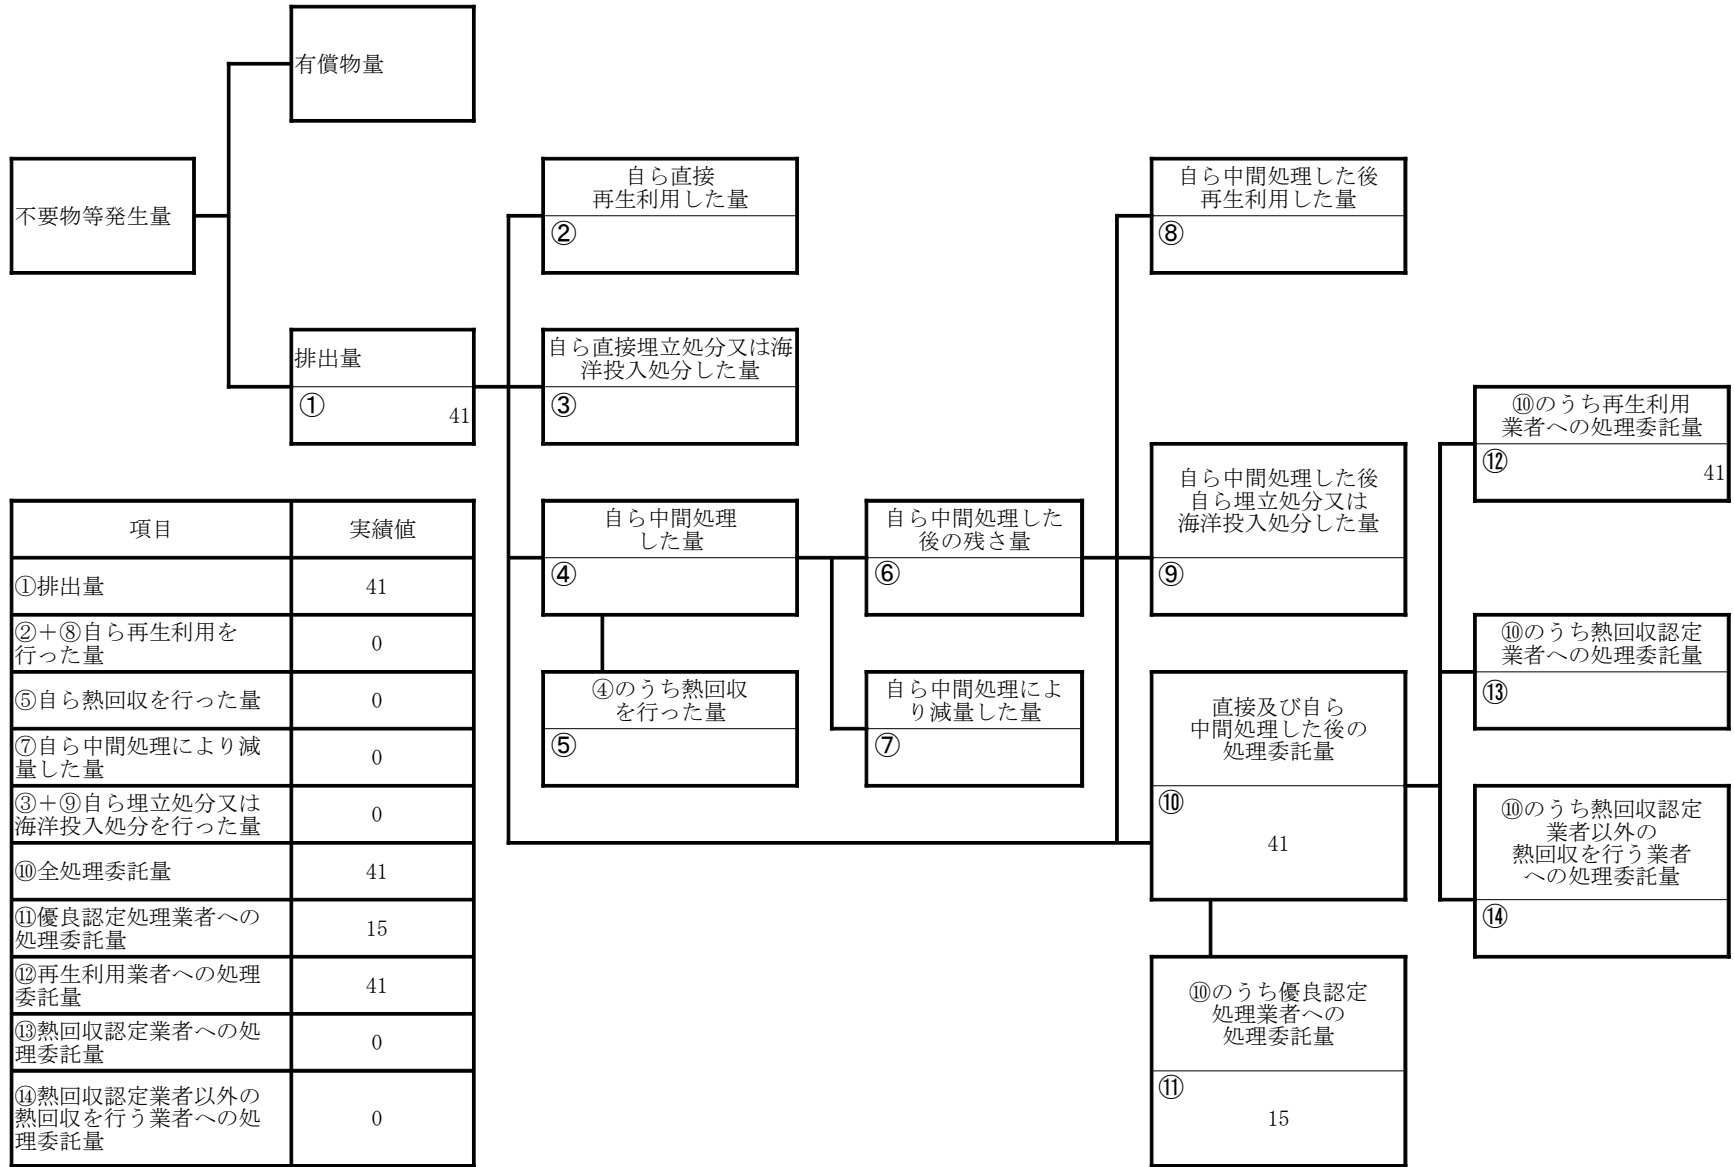 有償物量
不要物等発生量
自ら直接
再生利用した量
②
自ら中間処理した後
再生利用した量
⑧
排出量
①
41
自ら直接埋立処分又は海
洋投入処分した量
③
⑩のうち再生利用
業者への処理委託量
⑫
41
自ら中間処理
した量
④
自ら中間処理した
後の残さ量
⑥
自ら中間処理した後
自ら埋立処分又は
海洋投入処分した量
⑨
⑩のうち熱回収認定
業者への処理委託量
⑬
④のうち熱回収
を行った量
⑤
自ら中間処理によ
り減量した量
⑦
直接及び自ら
中間処理した後の
処理委託量
⑩
41
⑩のうち熱回収認定
業者以外の
熱回収を行う業者
への処理委託量
⑭
⑩のうち優良認定
処理業者への
処理委託量
⑪
15
項目 実績値
①排出量 41
②+⑧自ら再生利用を
行った量 0
⑤自ら熱回収を行った量 0
⑦自ら中間処理により減
量した量 0
③+⑨自ら埋立処分又は
海洋投入処分を行った量 0
⑩全処理委託量 41
⑪優良認定処理業者への
処理委託量 15
⑫再生利用業者への処理
委託量 41
⑬熱回収認定業者への処
理委託量 0
⑭熱回収認定業者以外の
熱回収を行う業者への処
理委託量 0